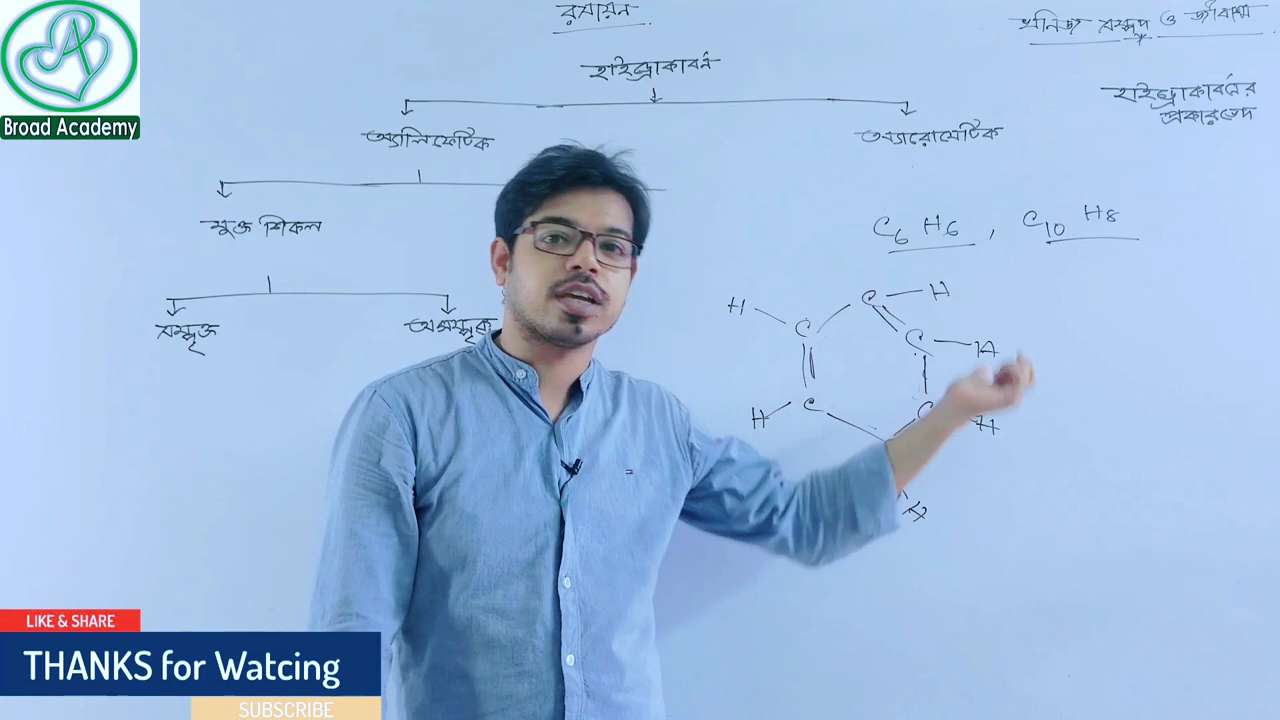 রসায়ন
খনিজ সম্পদ ও জীবাশ্ম
হাইড্রোকার্বন
হাইড্রোকার্বনের
প্রকারভেদ
Broad Academy
অ্যালিফেটিক
অ্যারোমেটিক
মুক্ত শিকল
C6 H6 , C10 H8
সম্পৃক্ত
অসম্পৃক্ত
H C C H
C H
H C C H
LIKE & SHARE
THANKS for Watcing
SUBSCRIBE